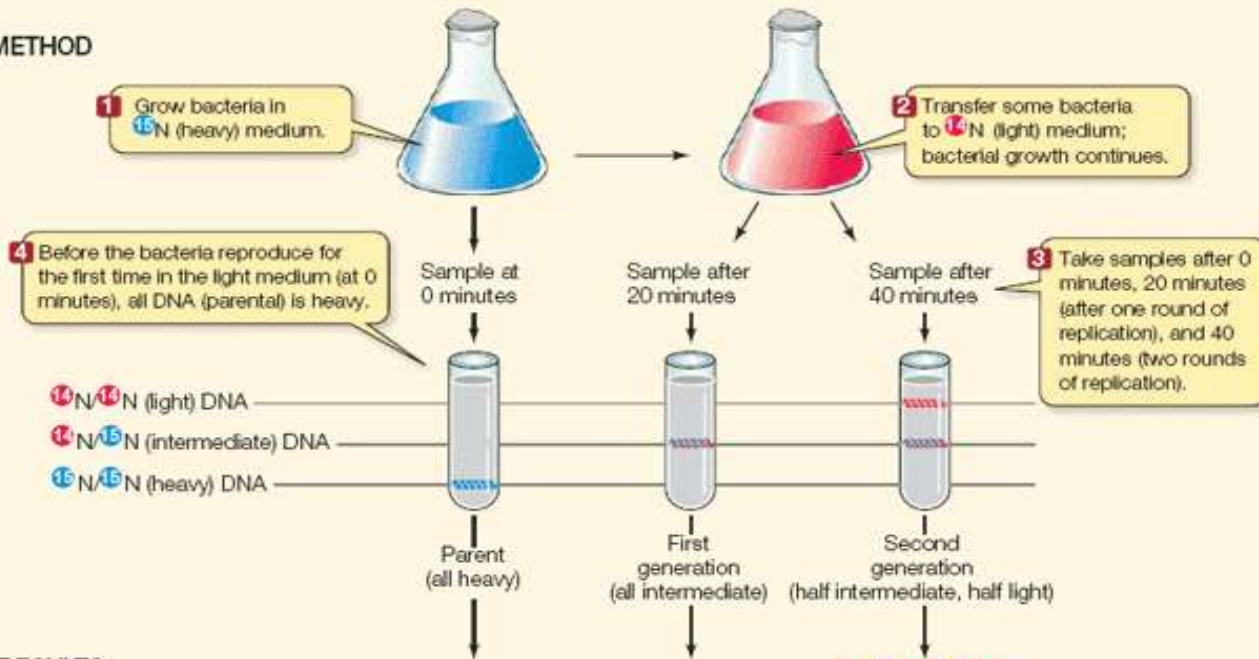 METHOD
1 Grow bacteria in
15N (heavy) medium.
2 Transfer some bacteria
to 14N (light) medium;
bacterial growth continues.
4 Before the bacteria reproduce for
the first time in the light medium (at 0
minutes), all DNA (parental) is heavy.
Sample at
0 minutes
Sample after
20 minutes
Sample after
40 minutes
3 Take samples after 0
minutes, 20 minutes
(after one round of
replication), and 40
minutes (two rounds
of replication).
14N/14N (light) DNA
14N/15N (intermediate) DNA
15N/15N (heavy) DNA
Parent
(all heavy)
First
generation
(all intermediate)
Second
generation
(half intermediate, half light)